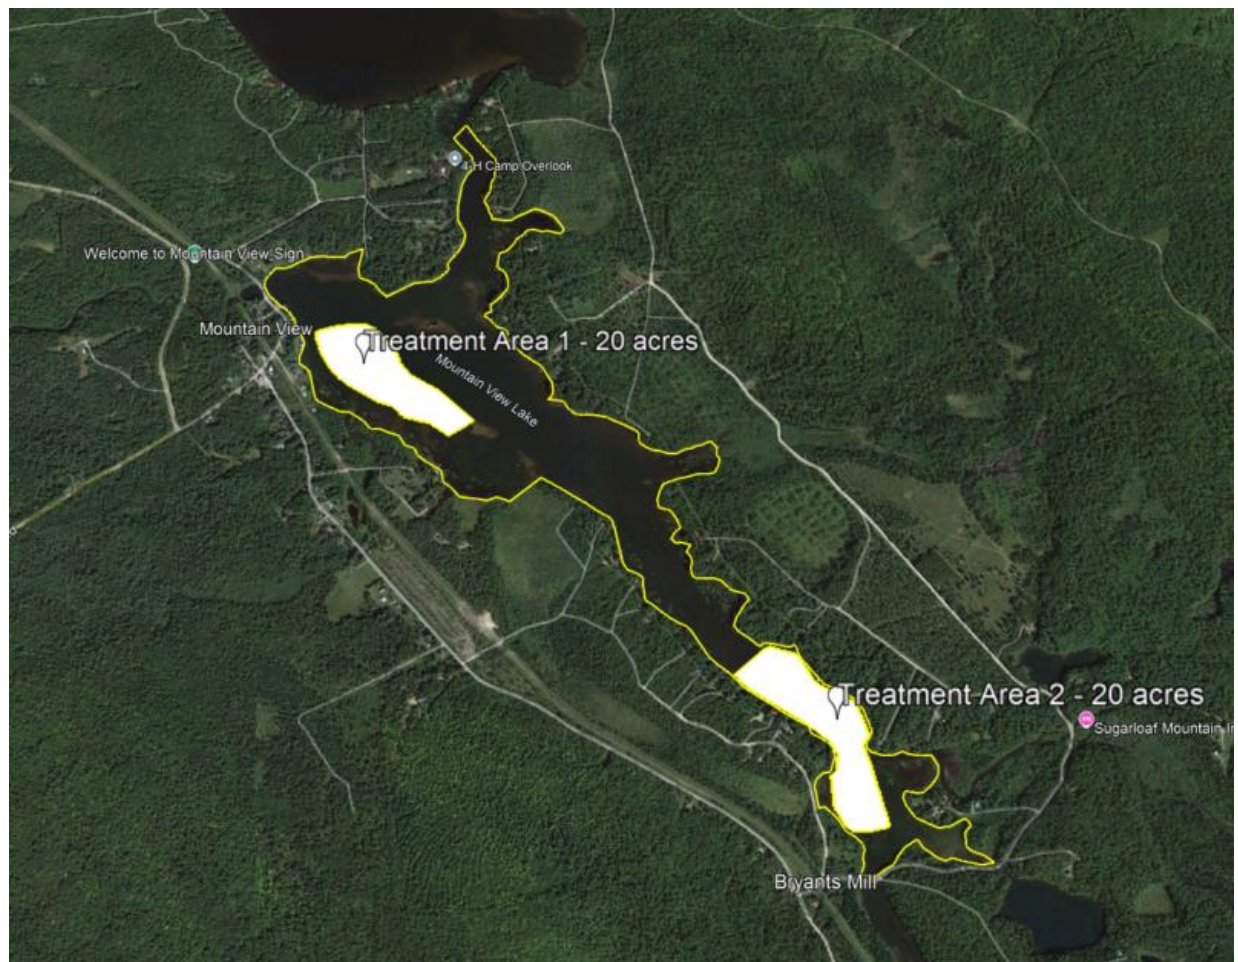 4-H Camp Overlook
Welcome to Mountain View Sign
Mountain View
Treatment Area 1 - 20 acres
Mountain View Lake
Treatment Area 2 - 20 acres
Sugarloaf Mountain
Bryants Mill